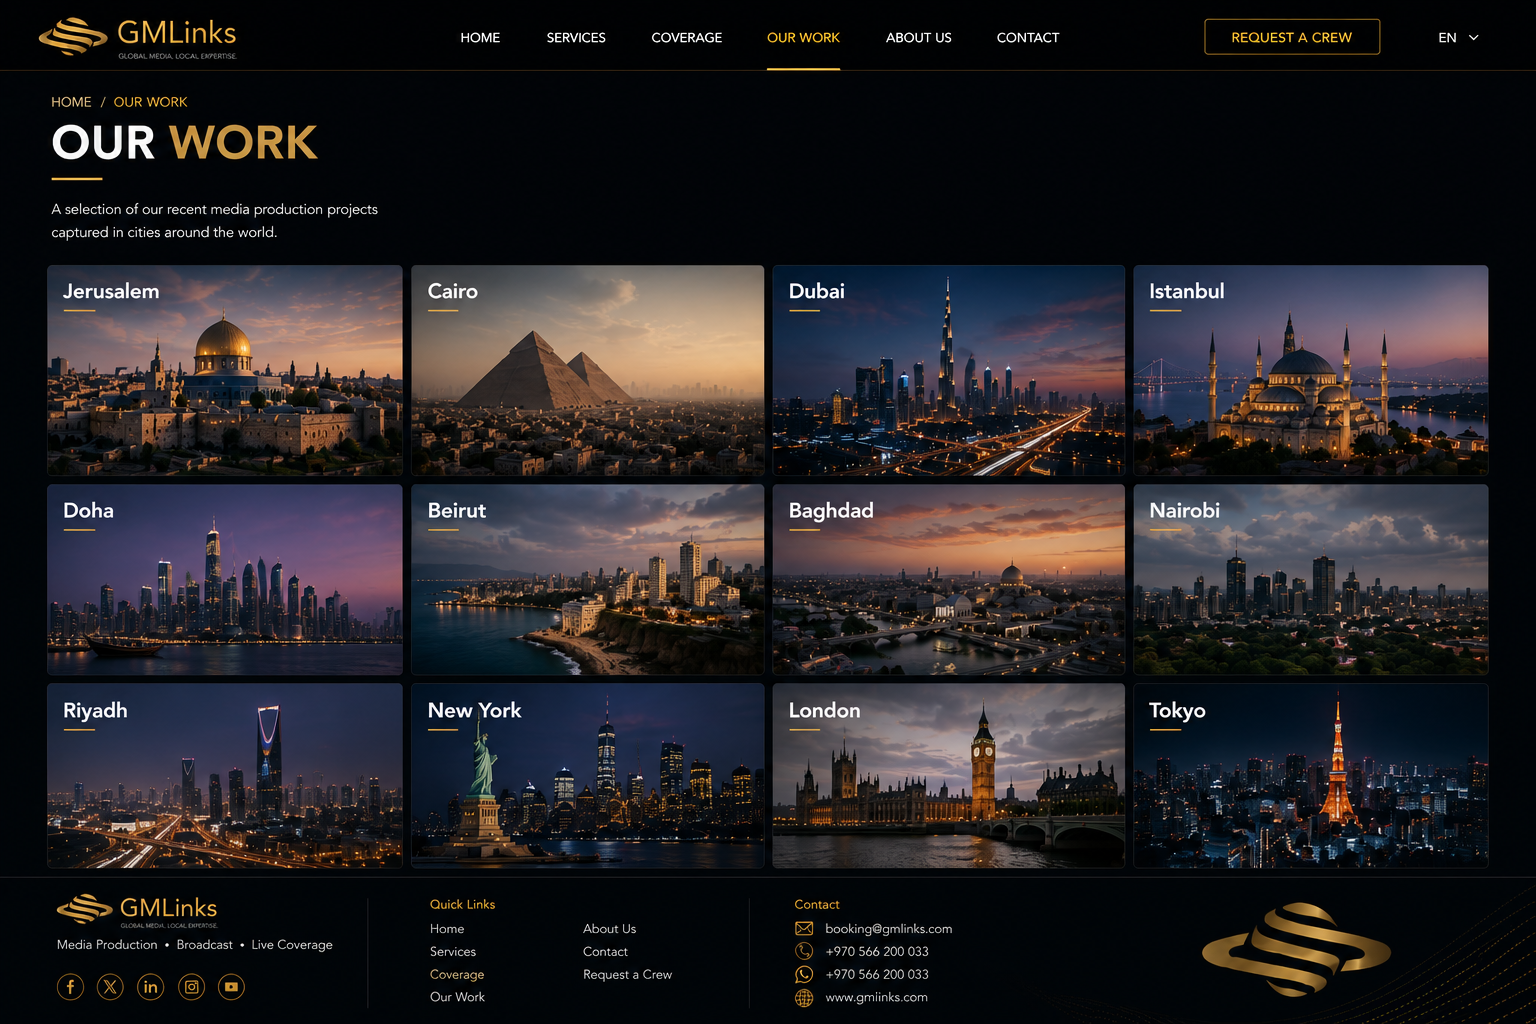 GMLinks
GLOBAL MEDIA. LOCAL EXPERTISE.
HOME
SERVICES
COVERAGE
OUR WORK
ABOUT US
CONTACT
REQUEST A CREW
EN
HOME / OUR WORK
OUR WORK
A selection of our recent media production projects
captured in cities around the world.
Jerusalem
Cairo
Dubai
Istanbul
Doha
Beirut
Baghdad
Nairobi
Riyadh
New York
London
Tokyo
GMLinks
GLOBAL MEDIA. LOCAL EXPERTISE.
Media Production • Broadcast • Live Coverage
Quick Links
Home
Services
Coverage
Our Work
About Us
Contact
Request a Crew
Contact
booking@gmlinks.com
+970 566 200 033
+970 566 200 033
www.gmlinks.com